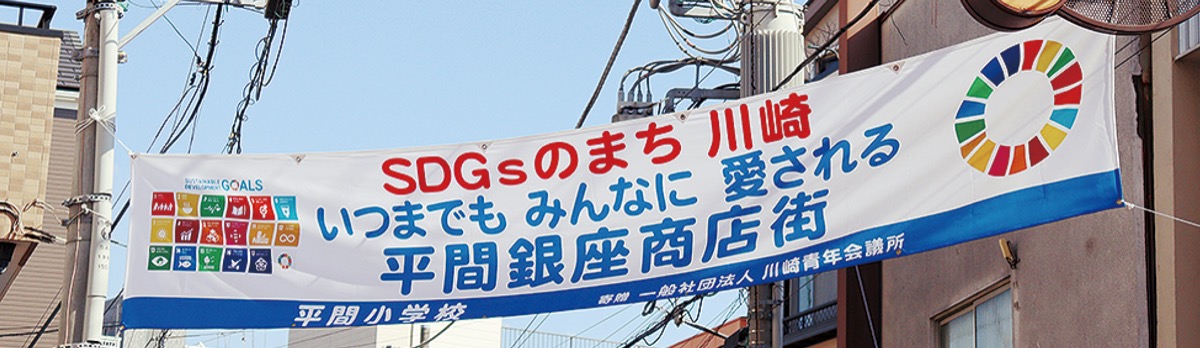 SUSTAINABLE
DEVELOPMENT GOALS
SDGsのまち 川崎
いつまでも みんなに 愛される
平間銀座商店街
平間小学校
寄贈 一般社団法人 川崎青年会議所